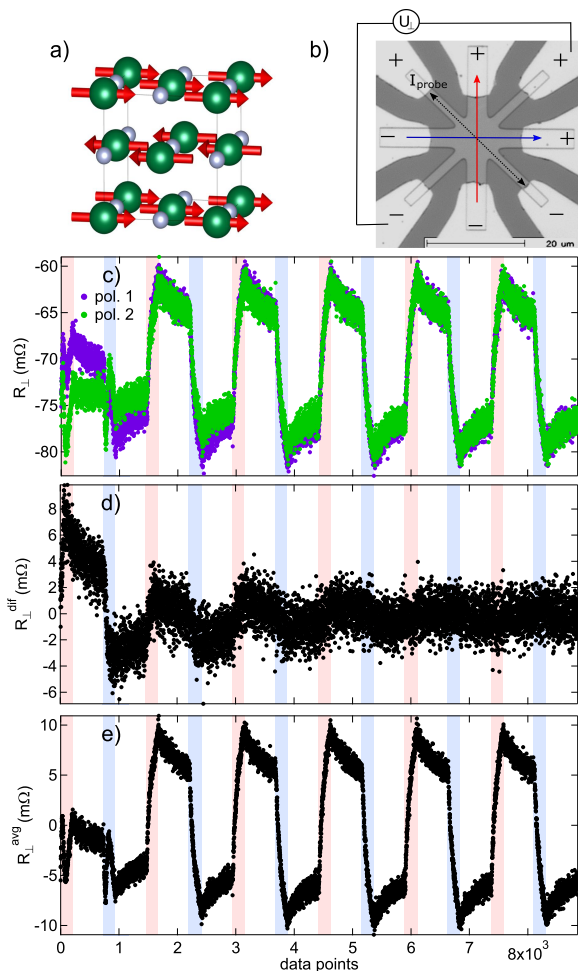 a)
b)
U⊥
+
+
+
I probe
−
+
−
−
20 um
c)
pol. 1
pol. 2
-60
-65
-70
-75
-80
R⊥ (mΩ)
d)
8
6
4
2
0
-2
-4
-6
R⊥dif (mΩ)
e)
10
5
0
-5
-10
R⊥avg (mΩ)
0
1
2
3
4
5
6
7
8x10³
data points